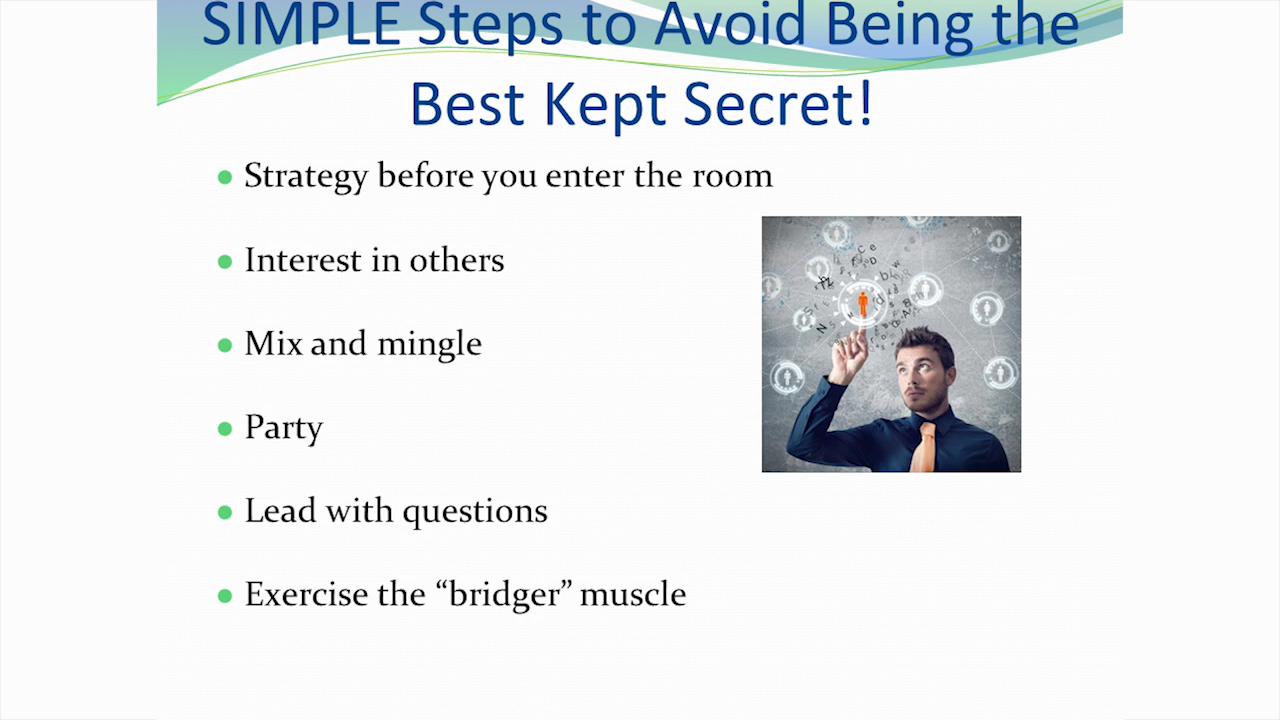 SIMPLE Steps to Avoid Being the
Best Kept Secret!
Strategy before you enter the room
Interest in others
Mix and mingle
Party
Lead with questions
Exercise the “bridger” muscle